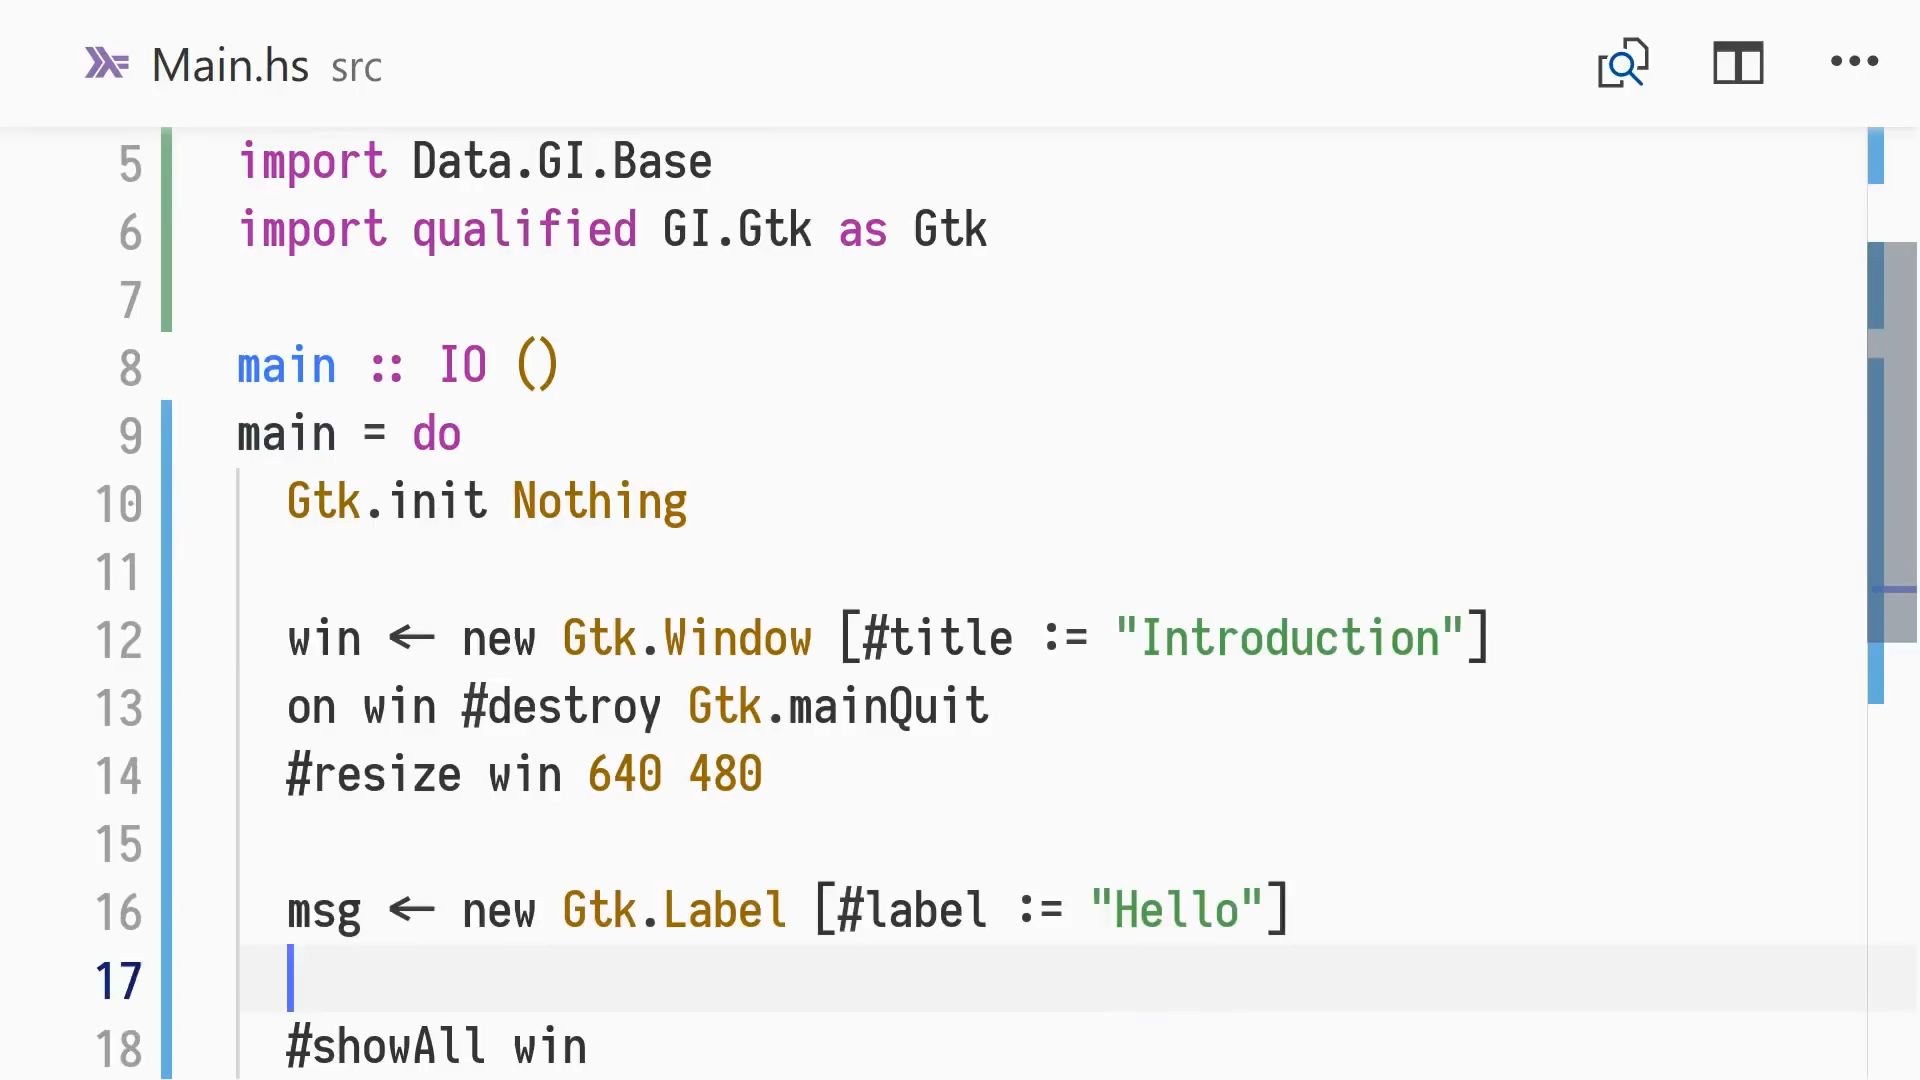 Main.hs src
5 import Data.GI.Base
6 import qualified GI.Gtk as Gtk
7
8 main :: IO ()
9 main = do
10 Gtk.init Nothing
11
12 win <- new Gtk.Window [#title := "Introduction"]
13 on win #destroy Gtk.mainQuit
14 #resize win 640 480
15
16 msg <- new Gtk.Label [#label := "Hello"]
17
18 #showAll win